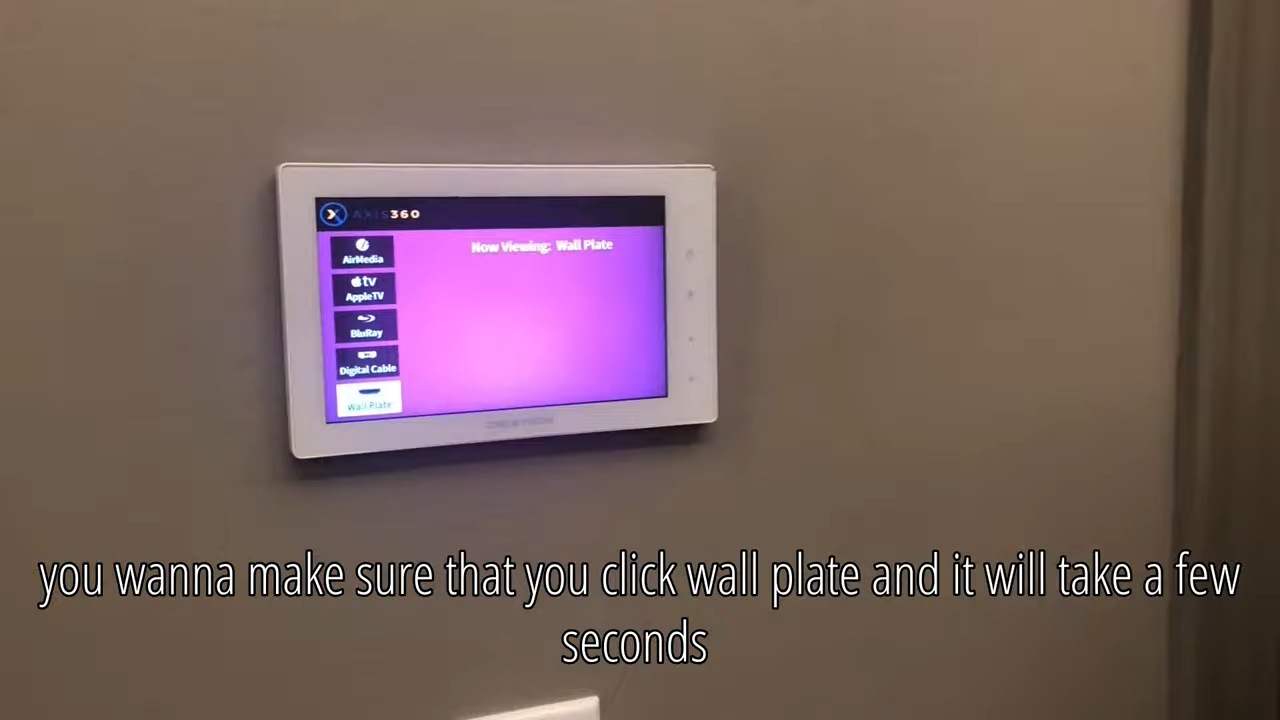 AXIS360
Now Viewing: Wall Plate
AirMedia
tv
AppleTV
BluRay
Digital Cable
Wall Plate
you wanna make sure that you click wall plate and it will take a few
seconds